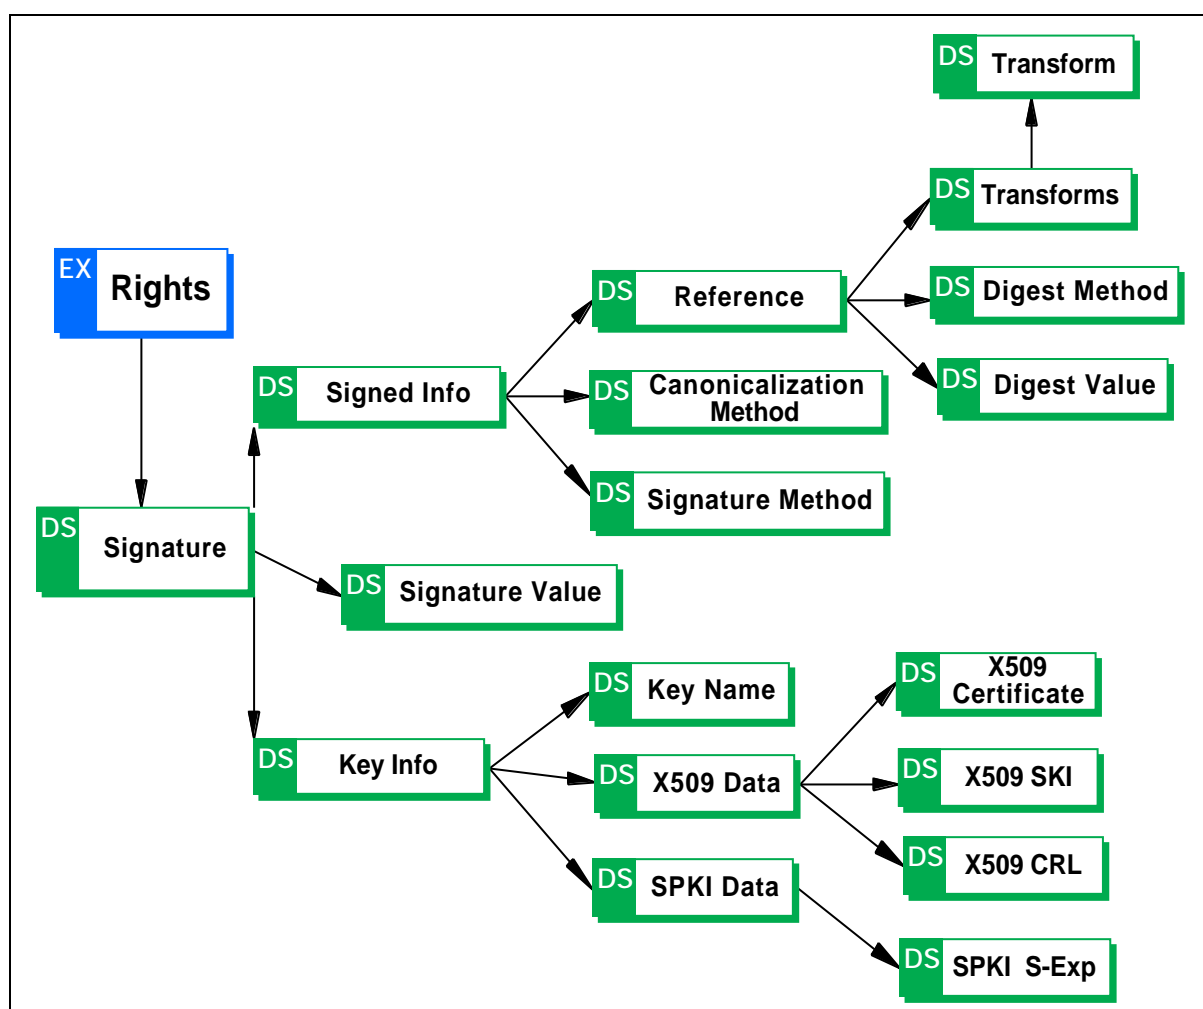 DS Transform
DS Transforms
EX Rights
DS Reference
DS Digest Method
DS Signed Info
DS Canonicalization
Method
DS Digest Value
DS Signature Method
DS Signature
DS Signature Value
DS Key Name
DS X509
Certificate
DS Key Info
DS X509 Data
DS X509 SKI
DS SPKI Data
DS X509 CRL
DS SPKI S-Exp